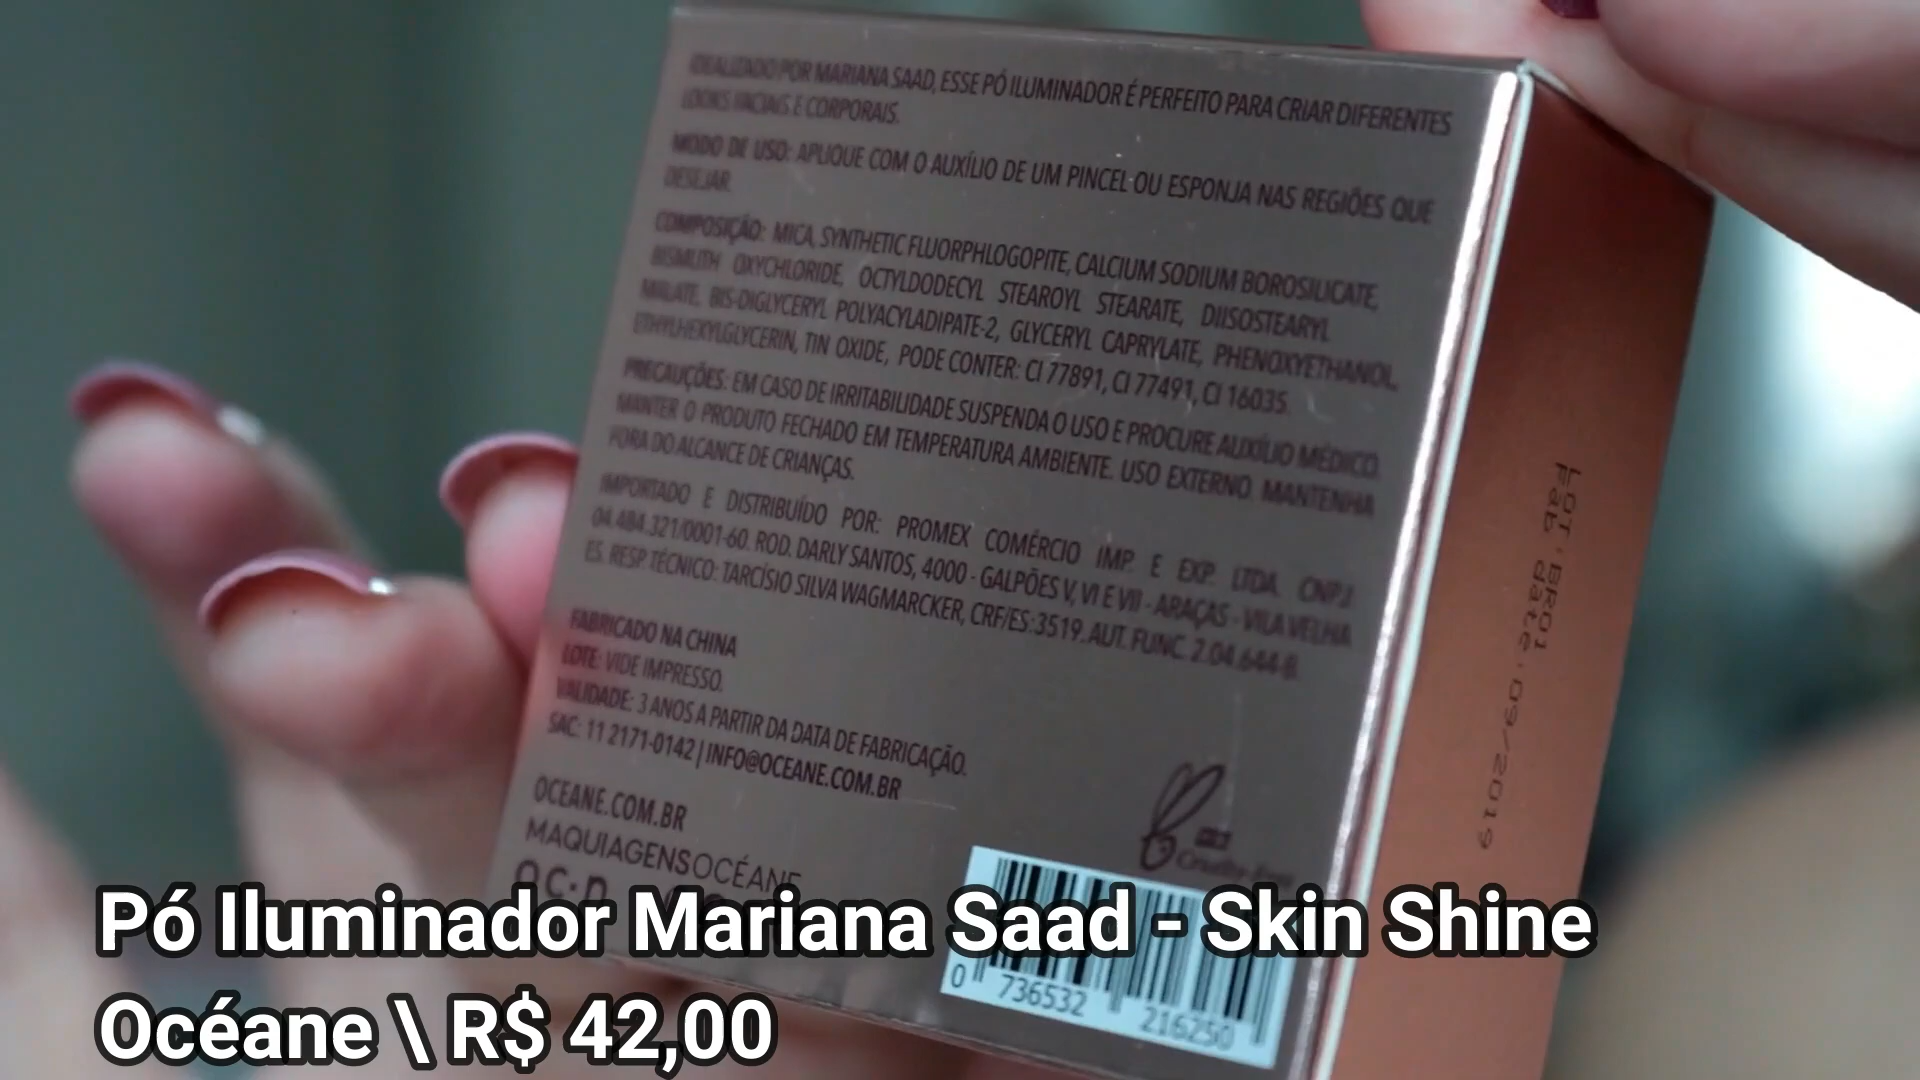 IDEALIZADO POR MARIANA SAAD, ESSE PÓ ILUMINADOR É PERFEITO PARA CRIAR DIFERENTES
LOOKS FACIAIS E CORPORAIS.
MODO DE USO: APLIQUE COM O AUXÍLIO DE UM PINCEL OU ESPONJA NAS REGIÕES QUE
DESEJAR.
COMPOSIÇÃO: MICA, SYNTHETIC FLUORPHLOGOPITE, CALCIUM SODIUM BOROSILICATE,
BISMUTH OXYCHLORIDE, OCTYLDODECYL STEAROYL STEARATE, DIISOSTEARYL
MALATE, BIS-DIGLYCERYL POLYACYLADIPATE-2, GLYCERYL CAPRYLATE, PHENOXYETHANOL,
ETHYLHEXYLGLYCERIN, TIN OXIDE, PODE CONTER: CI 77891, CI 77491, CI 16035.
PRECAUÇÕES: EM CASO DE IRRITABILIDADE SUSPENDA O USO E PROCURE AUXÍLIO MÉDICO.
MANTER O PRODUTO FECHADO EM TEMPERATURA AMBIENTE. USO EXTERNO. MANTENHA
FORA DO ALCANCE DE CRIANÇAS.
IMPORTADO E DISTRIBUÍDO POR: PROMEX COMÉRCIO IMP. E EXP. LTDA. CNPJ
04.484.321/0001-60. ROD. DARLY SANTOS, 4000 - GALPÕES V, VI E VII - ARAÇAS - VILA VELHA
ES. RESP. TÉCNICO: TARCÍSIO SILVA WAGMARCKER, CRF/ES:3519. AUT. FUNC. 2.04.644-8.
FABRICADO NA CHINA
LOTE: VIDE IMPRESSO.
VALIDADE: 3 ANOS A PARTIR DA DATA DE FABRICAÇÃO.
SAC: 11 2171-0142 | INFO@OCEANE.COM.BR
OCEANE.COM.BR
MAQUIAGENSOCÉANE
Cruelty Free
0 736532 216250
LOT: BR01
Fab date: 09/2019
Pó Iluminador Mariana Saad - Skin Shine
Océane \ R$ 42,00